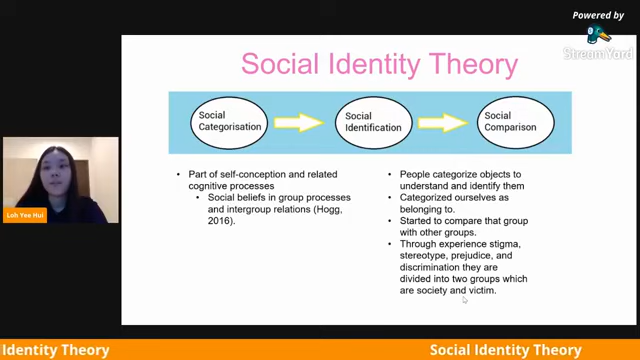 Powered by
StreamYard
Social Identity Theory
Social
Categorisation
Social
Identification
Social
Comparison
Part of self-conception and related
cognitive processes
Social beliefs in group processes
and intergroup relations (Hogg,
2016).
People categorize objects to
understand and identify them
Categorized ourselves as
belonging to.
Started to compare that group
with other groups.
Through experience stigma,
stereotype, prejudice, and
discrimination they are
divided into two groups which
are society and victim.
Loh Yee Hui
Identity Theory
Social Identity Theory